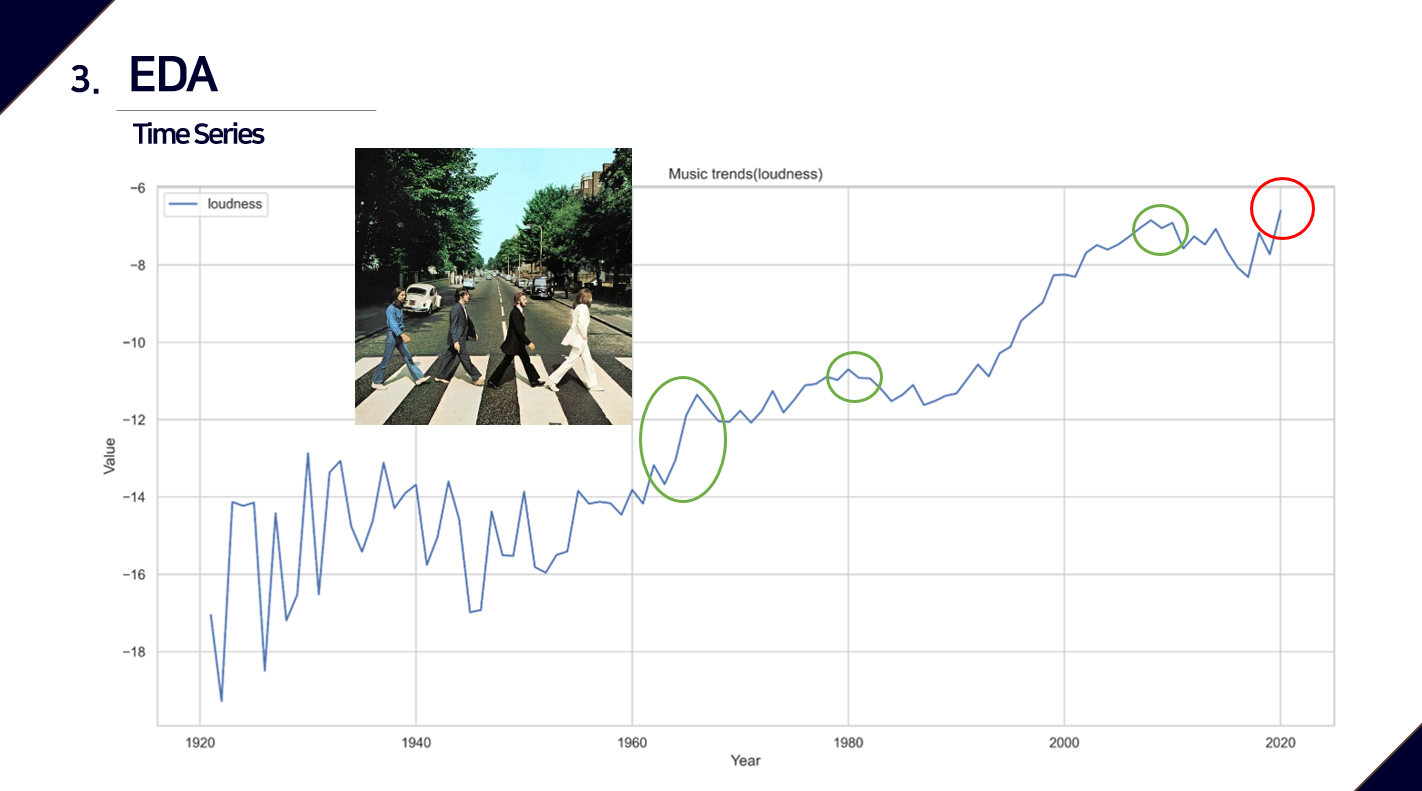 3. EDA
Time Series
Music trends(loudness)
loudness
Value
−6
−8
−10
−12
−14
−16
−18
1920 1940 1960 1980 2000 2020
Year